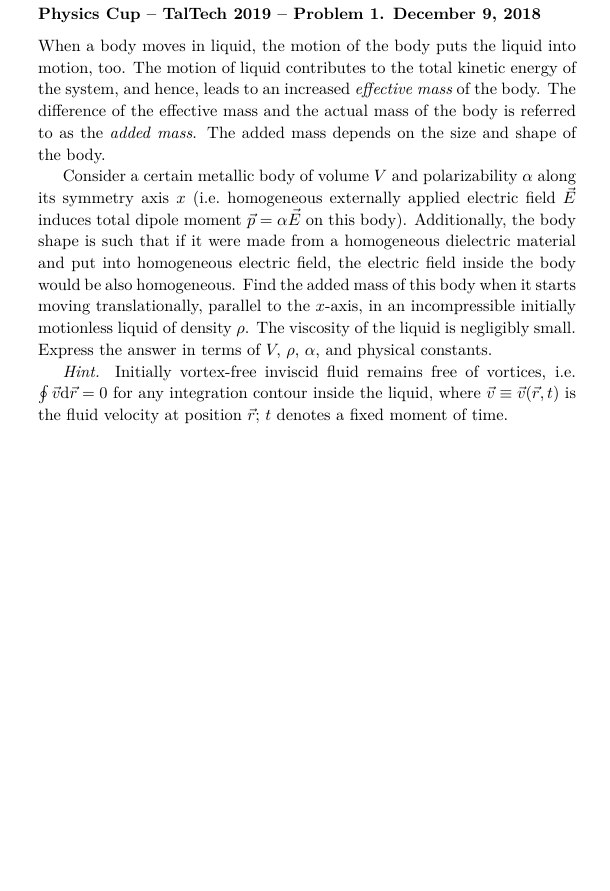 Physics Cup – TalTech 2019 – Problem 1. December 9, 2018
When a body moves in liquid, the motion of the body puts the liquid into
motion, too. The motion of liquid contributes to the total kinetic energy of
the system, and hence, leads to an increased effective mass of the body. The
difference of the effective mass and the actual mass of the body is referred
to as the added mass. The added mass depends on the size and shape of
the body.
Consider a certain metallic body of volume V and polarizability α along
its symmetry axis x (i.e. homogeneous externally applied electric field E⃗
induces total dipole moment p⃗ = αE⃗ on this body). Additionally, the body
shape is such that if it were made from a homogeneous dielectric material
and put into homogeneous electric field, the electric field inside the body
would be also homogeneous. Find the added mass of this body when it starts
moving translationally, parallel to the x-axis, in an incompressible initially
motionless liquid of density ρ. The viscosity of the liquid is negligibly small.
Express the answer in terms of V, ρ, α, and physical constants.
Hint. Initially vortex-free inviscid fluid remains free of vortices, i.e.
∮ v⃗dr⃗ = 0 for any integration contour inside the liquid, where v⃗ ≡ v⃗(r⃗, t) is
the fluid velocity at position r⃗; t denotes a fixed moment of time.